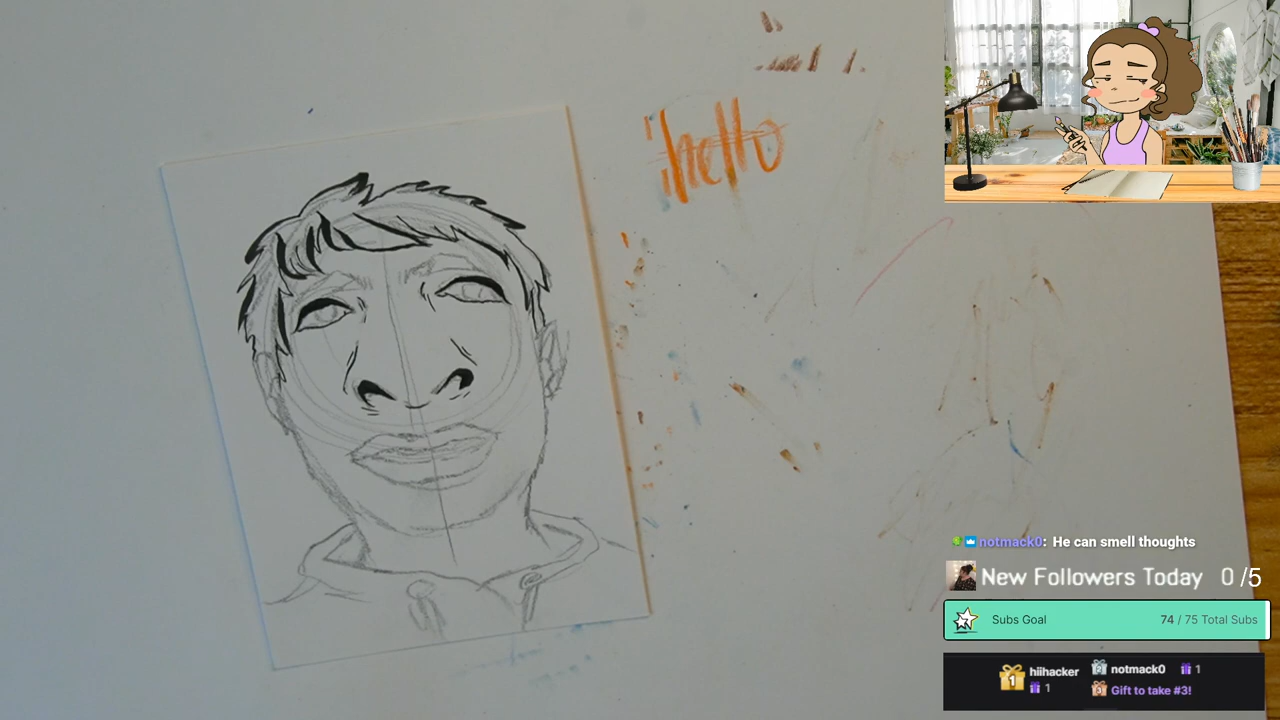 hello
notmack0: He can smell thoughts
New Followers Today 0 /5
Subs Goal 74 / 75 Total Subs
1 hiihacker 1
notmack0 1
Gift to take #3!